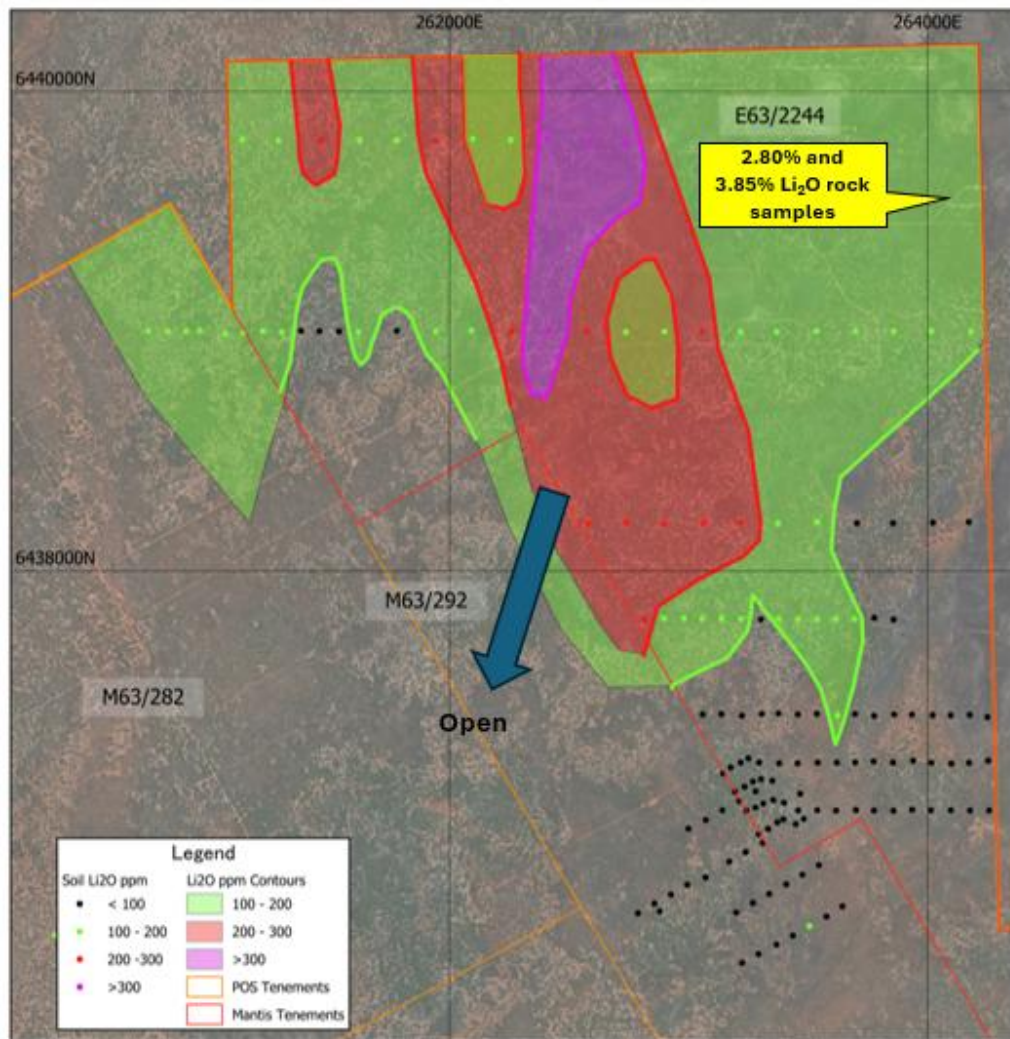 262000E
264000E
6440000N
E63/2244
2.80% and
3.85% Li₂O rock
samples
6438000N
M63/292
M63/282
Open
Legend
Soil Li2O ppm
< 100
100 - 200
200 -300
>300
Li2O ppm Contours
100 - 200
200 - 300
>300
POS Tenements
Mantis Tenements